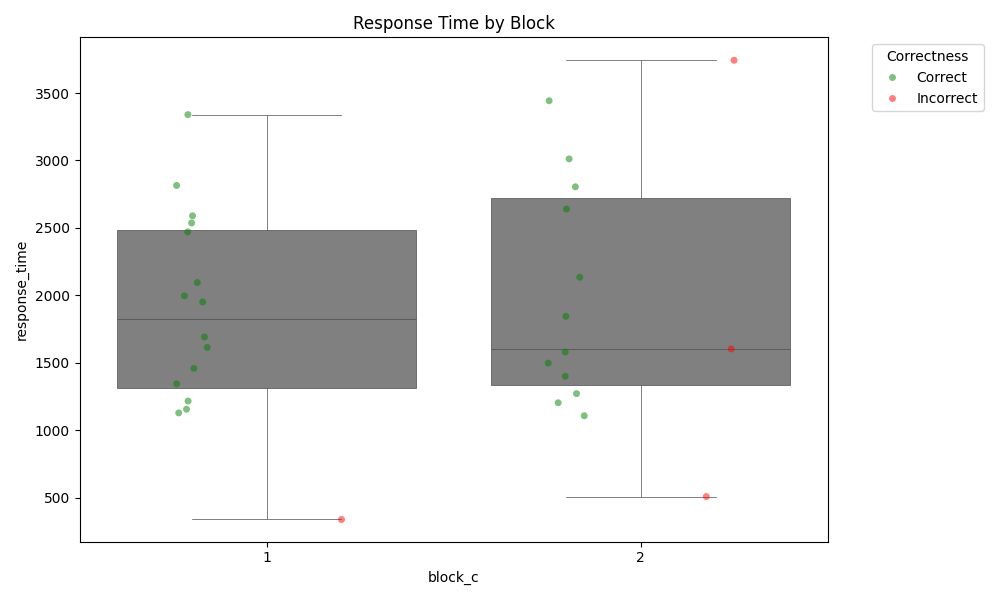 Response Time by Block
Correctness
Correct
Incorrect
response_time
3500
3000
2500
2000
1500
1000
500
1
2
block_c